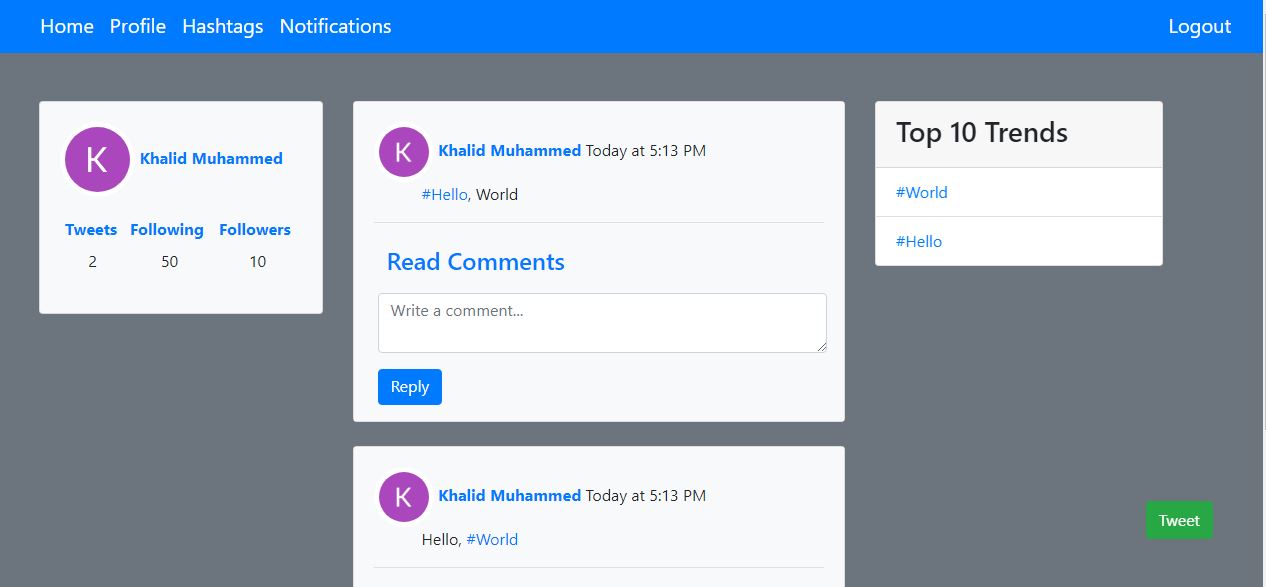 Home Profile Hashtags Notifications Logout
K
Khalid Muhammed
Tweets Following Followers
2 50 10
K
Khalid Muhammed Today at 5:13 PM
#Hello, World
Read Comments
Write a comment...
Reply
K
Khalid Muhammed Today at 5:13 PM
Hello, #World
Top 10 Trends
#World
#Hello
Tweet